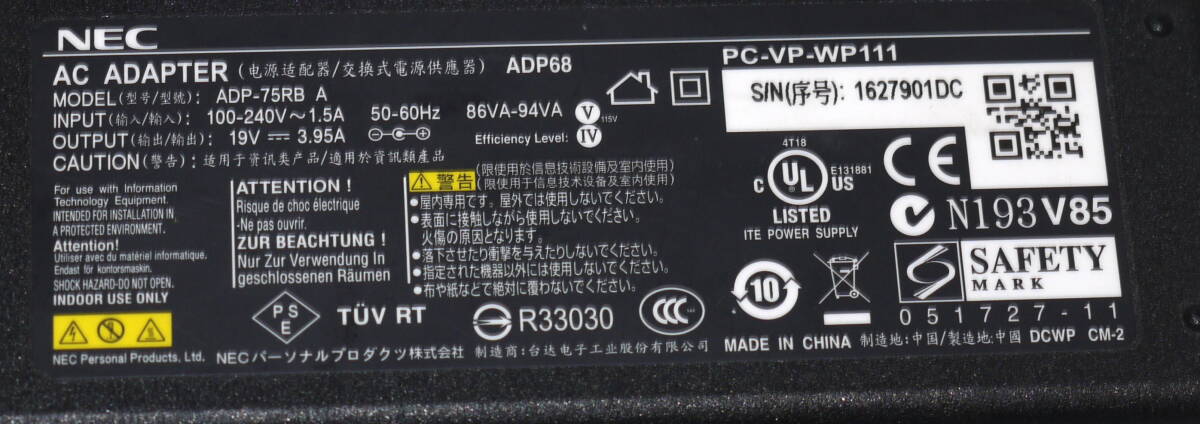 NEC
AC ADAPTER (电源适配器/交換式電源供應器) ADP68
MODEL(型号/型號): ADP-75RB A
INPUT(输入/輸入): 100-240V～1.5A 50-60Hz 86VA-94VA V 115V
OUTPUT(输出/輸出): 19V 3.95A Efficiency Level: IV
CAUTION(警告): 适用于资讯类产品/適用於資訊類產品
For use with Information
Technology Equipment.
INTENDED FOR INSTALLATION IN
A PROTECTED ENVIRONMENT.
Attention!
Utiliser avec du matériel informatique.
Endast för kontorsmaskin.
SHOCK HAZARD-DO NOT OPEN.
INDOOR USE ONLY
NEC Personal Products, Ltd.
ATTENTION !
Risque de choc électrique
-Ne pas ouvrir.
ZUR BEACHTUNG !
Nur Zur Verwendung In
geschlossenen Räumen
警告 (限使用於信息技術設備及室内使用)
(限使用于信息技术设备及室内使用)
●屋内専用です。屋外では使用しないでください。
●表面に接触しながら使用しないでください。
火傷の原因となります。
●落下させたり衝撃を与えたりしないでください。
●指定された機器以外には使用しないでください。
●布や紙などで絶対に覆わないでください。
PSE
TÜV RT
R33030
CCC
NECパーソナルプロダクツ株式会社 制造商:台达电子工业股份有限公司
PC-VP-WP111
S/N(序号): 1627901DC
4T18
C UL US E131881
LISTED
ITE POWER SUPPLY
CE
N193 V85
10
S
SAFETY
MARK
051727-11
MADE IN CHINA 制造地:中国/製造地:中國 DCWP CM-2